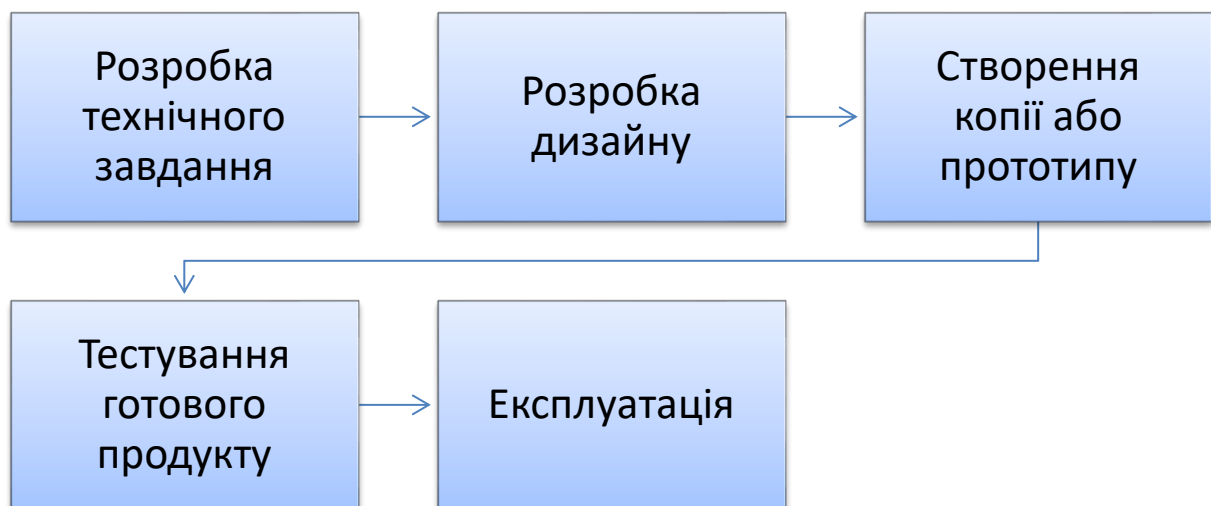 Розробка
технічного
завдання
Розробка
дизайну
Створення
копії або
прототипу
Тестування
готового
продукту
Експлуатація